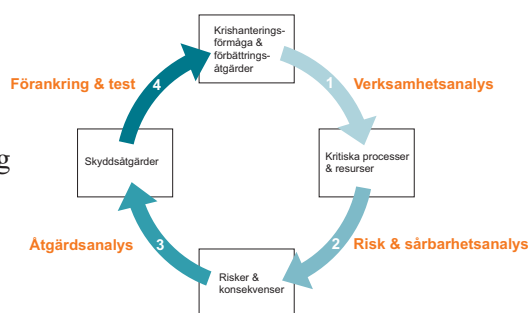 Krishanterings-
förmåga &
förbättrings-
åtgärder
Förankring & test
4
1
Verksamhetsanalys
g
Skyddsåtgärder
Kritiska processer
& resurser
Åtgärdsanalys
3
2
Risk & sårbarhetsanalys
Risker &
konsekvenser